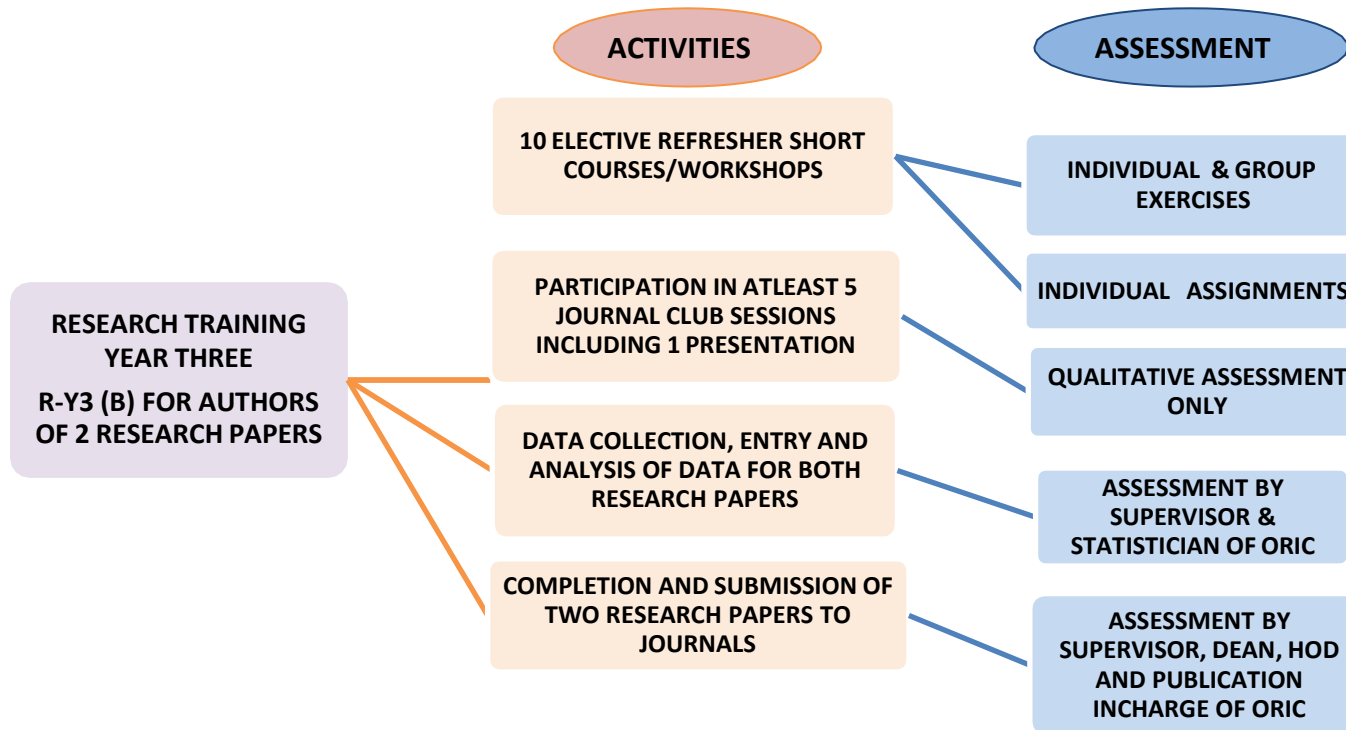 ACTIVITIES
ASSESSMENT
10 ELECTIVE REFRESHER SHORT
COURSES/WORKSHOPS
INDIVIDUAL & GROUP
EXERCISES
INDIVIDUAL ASSIGNMENTS
PARTICIPATION IN ATLEAST 5
JOURNAL CLUB SESSIONS
INCLUDING 1 PRESENTATION
QUALITATIVE ASSESSMENT
ONLY
RESEARCH TRAINING
YEAR THREE
R-Y3 (B) FOR AUTHORS
OF 2 RESEARCH PAPERS
DATA COLLECTION, ENTRY AND
ANALYSIS OF DATA FOR BOTH
RESEARCH PAPERS
ASSESSMENT BY
SUPERVISOR &
STATISTICIAN OF ORIC
COMPLETION AND SUBMISSION OF
TWO RESEARCH PAPERS TO
JOURNALS
ASSESSMENT BY
SUPERVISOR, DEAN, HOD
AND PUBLICATION
INCHARGE OF ORIC